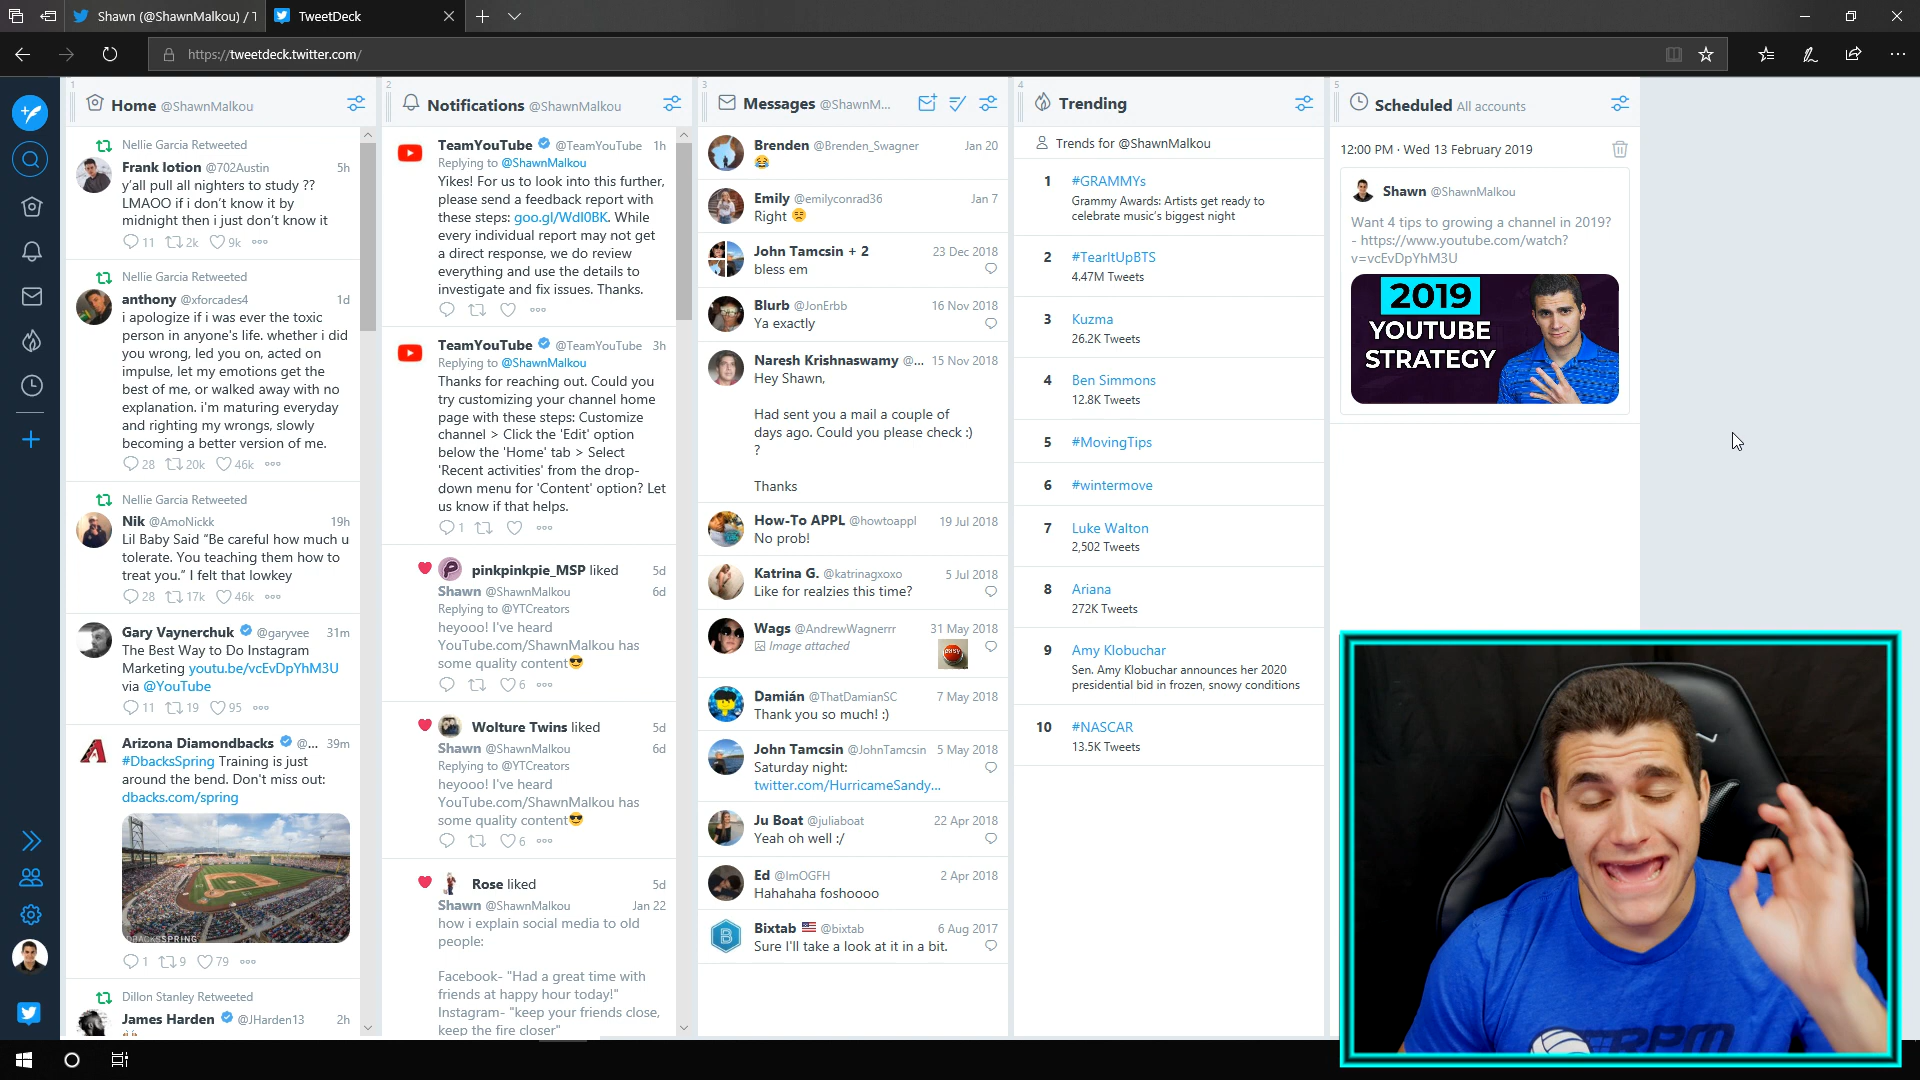 Shawn (@ShawnMalkou) / T
TweetDeck
https://tweetdeck.twitter.com/
1
Home @ShawnMalkou
Nellie Garcia Retweeted
Frank lotion @702Austin 5h
y'all pull all nighters to study ??
LMAOO if i don't know it by
midnight then i just don't know it
11 2k 9k
Nellie Garcia Retweeted
anthony @xforcades4 1d
i apologize if i was ever the toxic
person in anyone's life. whether i did
you wrong, led you on, acted on
impulse, let my emotions get the
best of me, or walked away with no
explanation. i'm maturing everyday
and righting my wrongs, slowly
becoming a better version of me.
28 20k 46k
Nellie Garcia Retweeted
Nik @AmoNickk 19h
Lil Baby Said “Be careful how much u
tolerate. You teaching them how to
treat you.” I felt that lowkey
28 17k 46k
Gary Vaynerchuk @garyvee 31m
The Best Way to Do Instagram
Marketing youtu.be/vcEvDpYhM3U
via @YouTube
11 19 95
Arizona Diamondbacks @... 39m
#DbacksSpring Training is just
around the bend. Don't miss out:
dbacks.com/spring
DBACKSSPRING
1 9 79
Dillon Stanley Retweeted
James Harden @JHarden13 2h
2
Notifications @ShawnMalkou
TeamYouTube @TeamYouTube 1h
Replying to @ShawnMalkou
Yikes! For us to look into this further,
please send a feedback report with
these steps: goo.gl/WdI0BK. While
every individual report may not get
a direct response, we do review
everything and use the details to
investigate and fix issues. Thanks.
TeamYouTube @TeamYouTube 3h
Replying to @ShawnMalkou
Thanks for reaching out. Could you
try customizing your channel home
page with these steps: Customize
channel > Click the 'Edit' option
below the 'Home' tab > Select
'Recent activities' from the drop-
down menu for 'Content' option? Let
us know if that helps.
1
pinkpinkpie_MSP liked 5d
Shawn @ShawnMalkou 6d
Replying to @YTCreators
heyooo! I've heard
YouTube.com/ShawnMalkou has
some quality content😎
6
Wolture Twins liked 5d
Shawn @ShawnMalkou 6d
Replying to @YTCreators
heyooo! I've heard
YouTube.com/ShawnMalkou has
some quality content😎
6
Rose liked 5d
Shawn @ShawnMalkou Jan 22
how i explain social media to old
people:
Facebook- "Had a great time with
friends at happy hour today!"
Instagram- "keep your friends close,
keep the fire closer"
3
Messages @ShawnM...
Brenden @Brenden_Swagner Jan 20
😂
Emily @emilyconrad36 Jan 7
Right 😣
John Tamcsin + 2 23 Dec 2018
bless em
Blurb @JonErbb 16 Nov 2018
Ya exactly
Naresh Krishnaswamy @... 15 Nov 2018
Hey Shawn,
Had sent you a mail a couple of
days ago. Could you please check :)
?
Thanks
How-To APPL @howtoappl 19 Jul 2018
No prob!
Katrina G. @katrinagxoxo 5 Jul 2018
Like for realzies this time?
Wags @AndrewWagnerrr 31 May 2018
Image attached
Damián @ThatDamianSC 7 May 2018
Thank you so much! :)
John Tamcsin @JohnTamcsin 5 May 2018
Saturday night:
twitter.com/HurricameSandy...
Ju Boat @juliaboat 22 Apr 2018
Yeah oh well :/
Ed @ImOGFH 2 Apr 2018
Hahahaha foshoooo
Bixtab 🇺🇸 @bixtab 6 Aug 2017
Sure I'll take a look at it in a bit.
4
Trending
Trends for @ShawnMalkou
1 #GRAMMYs
Grammy Awards: Artists get ready to
celebrate music's biggest night
2 #TearItUpBTS
4.47M Tweets
3 Kuzma
26.2K Tweets
4 Ben Simmons
12.8K Tweets
5 #MovingTips
6 #wintermove
7 Luke Walton
2,502 Tweets
8 Ariana
272K Tweets
9 Amy Klobuchar
Sen. Amy Klobuchar announces her 2020
presidential bid in frozen, snowy conditions
10 #NASCAR
13.5K Tweets
5
Scheduled All accounts
12:00 PM · Wed 13 February 2019
Shawn @ShawnMalkou
Want 4 tips to growing a channel in 2019?
- https://www.youtube.com/watch?
v=vcEvDpYhM3U
2019
YOUTUBE
STRATEGY
RPM